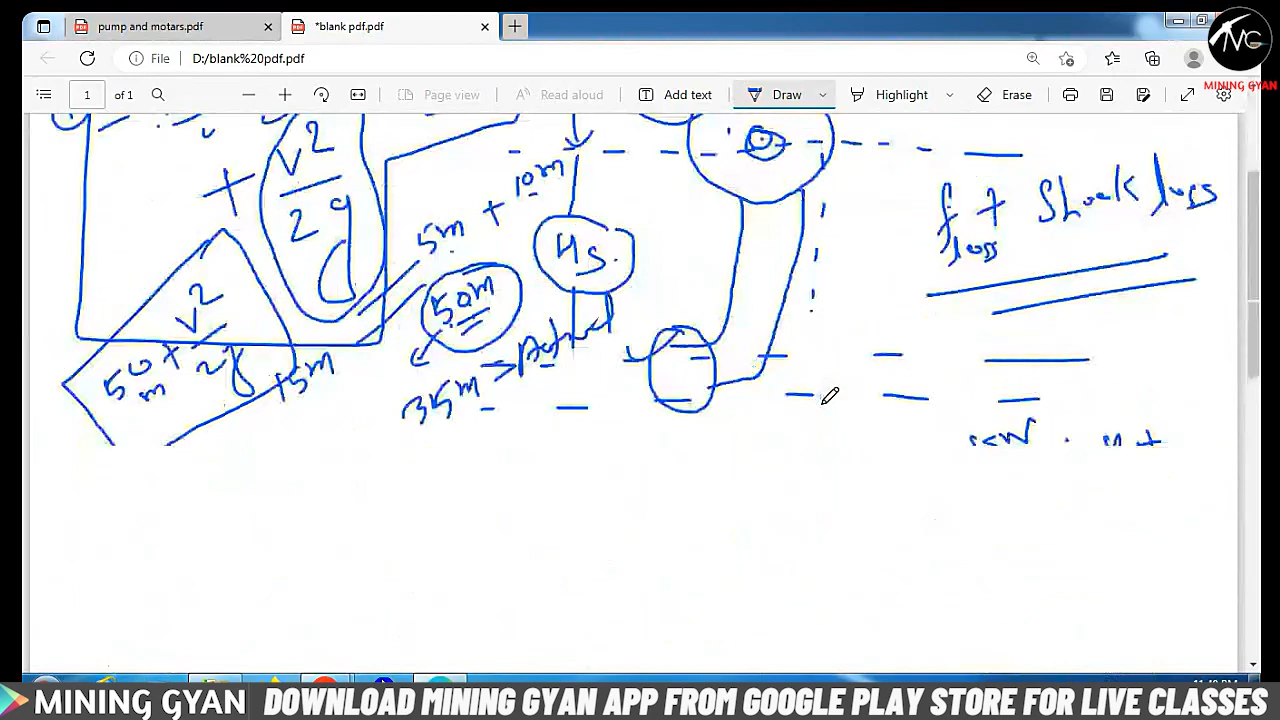 pump and motars.pdf
*blank pdf.pdf
MVG
MINING GYAN
File D:/blank%20pdf.pdf
1 of 1 Page view Read aloud Add text Draw Highlight Erase
V²
+ 2g
10m
5m +
f + Shock loss
loss
Hs.
50m
50m + V²/2g + 5m
35m → Actual
MINING GYAN DOWNLOAD MINING GYAN APP FROM GOOGLE PLAY STORE FOR LIVE CLASSES